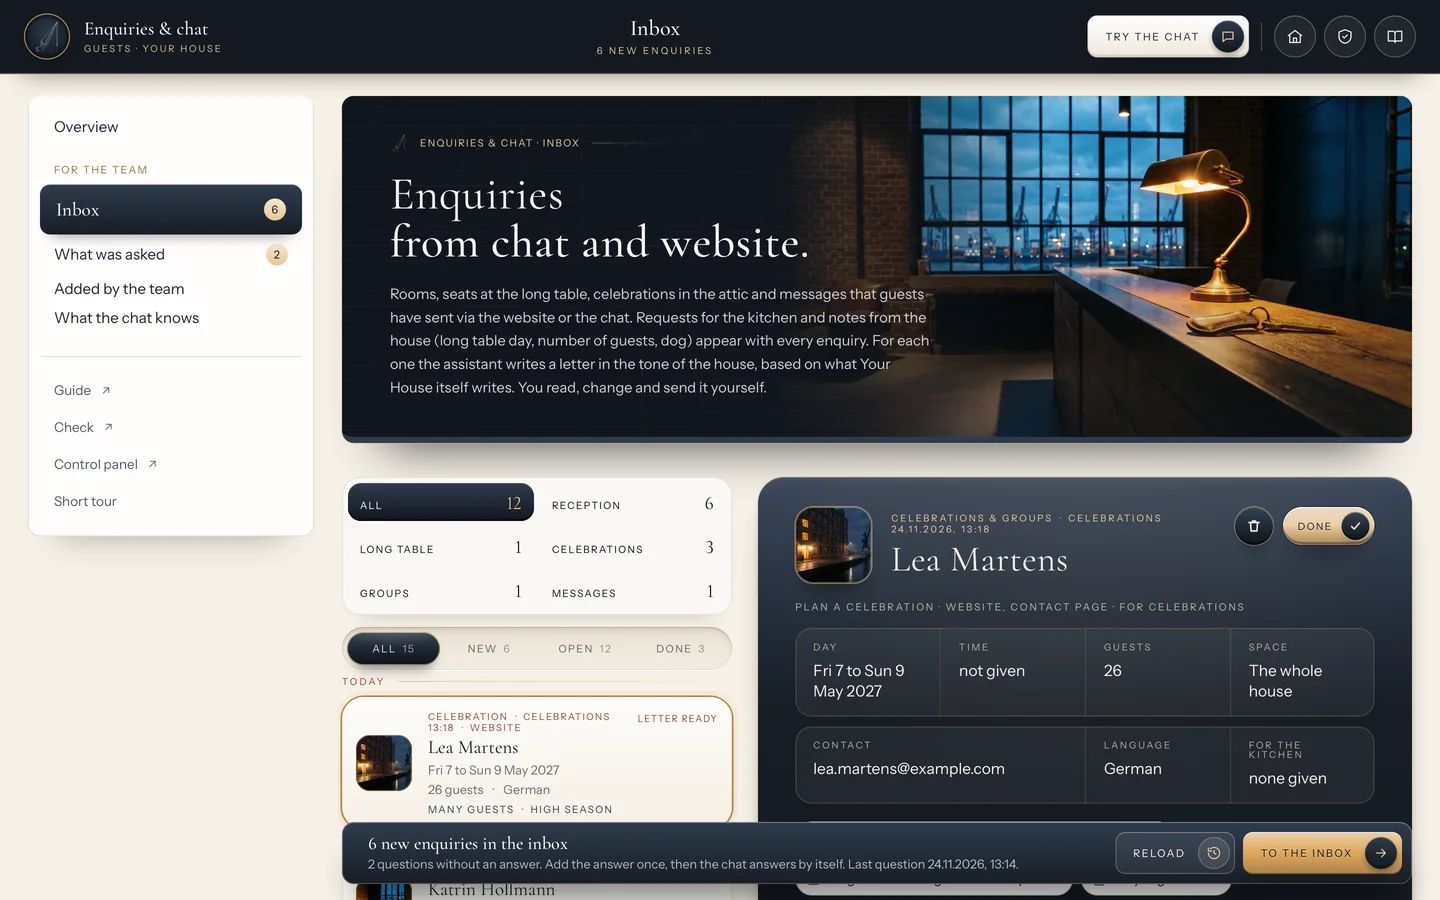 Enquiries & chat
GUESTS · YOUR HOUSE
Inbox
6 NEW ENQUIRIES
TRY THE CHAT
Overview
FOR THE TEAM
Inbox 6
What was asked 2
Added by the team
What the chat knows
Guide
Check
Control panel
Short tour
ENQUIRIES & CHAT · INBOX
Enquiries
from chat and website.
Rooms, seats at the long table, celebrations in the attic and messages that guests
have sent via the website or the chat. Requests for the kitchen and notes from the
house (long table day, number of guests, dog) appear with every enquiry. For each
one the assistant writes a letter in the tone of the house, based on what Your
House itself writes. You read, change and send it yourself.
ALL 12
RECEPTION 6
LONG TABLE 1
CELEBRATIONS 3
GROUPS 1
MESSAGES 1
ALL 15
NEW 6
OPEN 12
DONE 3
TODAY
CELEBRATION · CELEBRATIONS
13:18 · WEBSITE
LETTER READY
Lea Martens
Fri 7 to Sun 9 May 2027
26 guests · German
MANY GUESTS · HIGH SEASON
Katrin Hollmann
CELEBRATIONS & GROUPS · CELEBRATIONS
24.11.2026, 13:18
Lea Martens
DONE
PLAN A CELEBRATION · WEBSITE, CONTACT PAGE · FOR CELEBRATIONS
DAY
Fri 7 to Sun 9
May 2027
TIME
not given
GUESTS
26
SPACE
The whole
house
CONTACT
lea.martens@example.com
LANGUAGE
German
FOR THE
KITCHEN
none given
6 new enquiries in the inbox
2 questions without an answer. Add the answer once, then the chat answers by itself. Last question 24.11.2026, 13:14.
RELOAD
TO THE INBOX